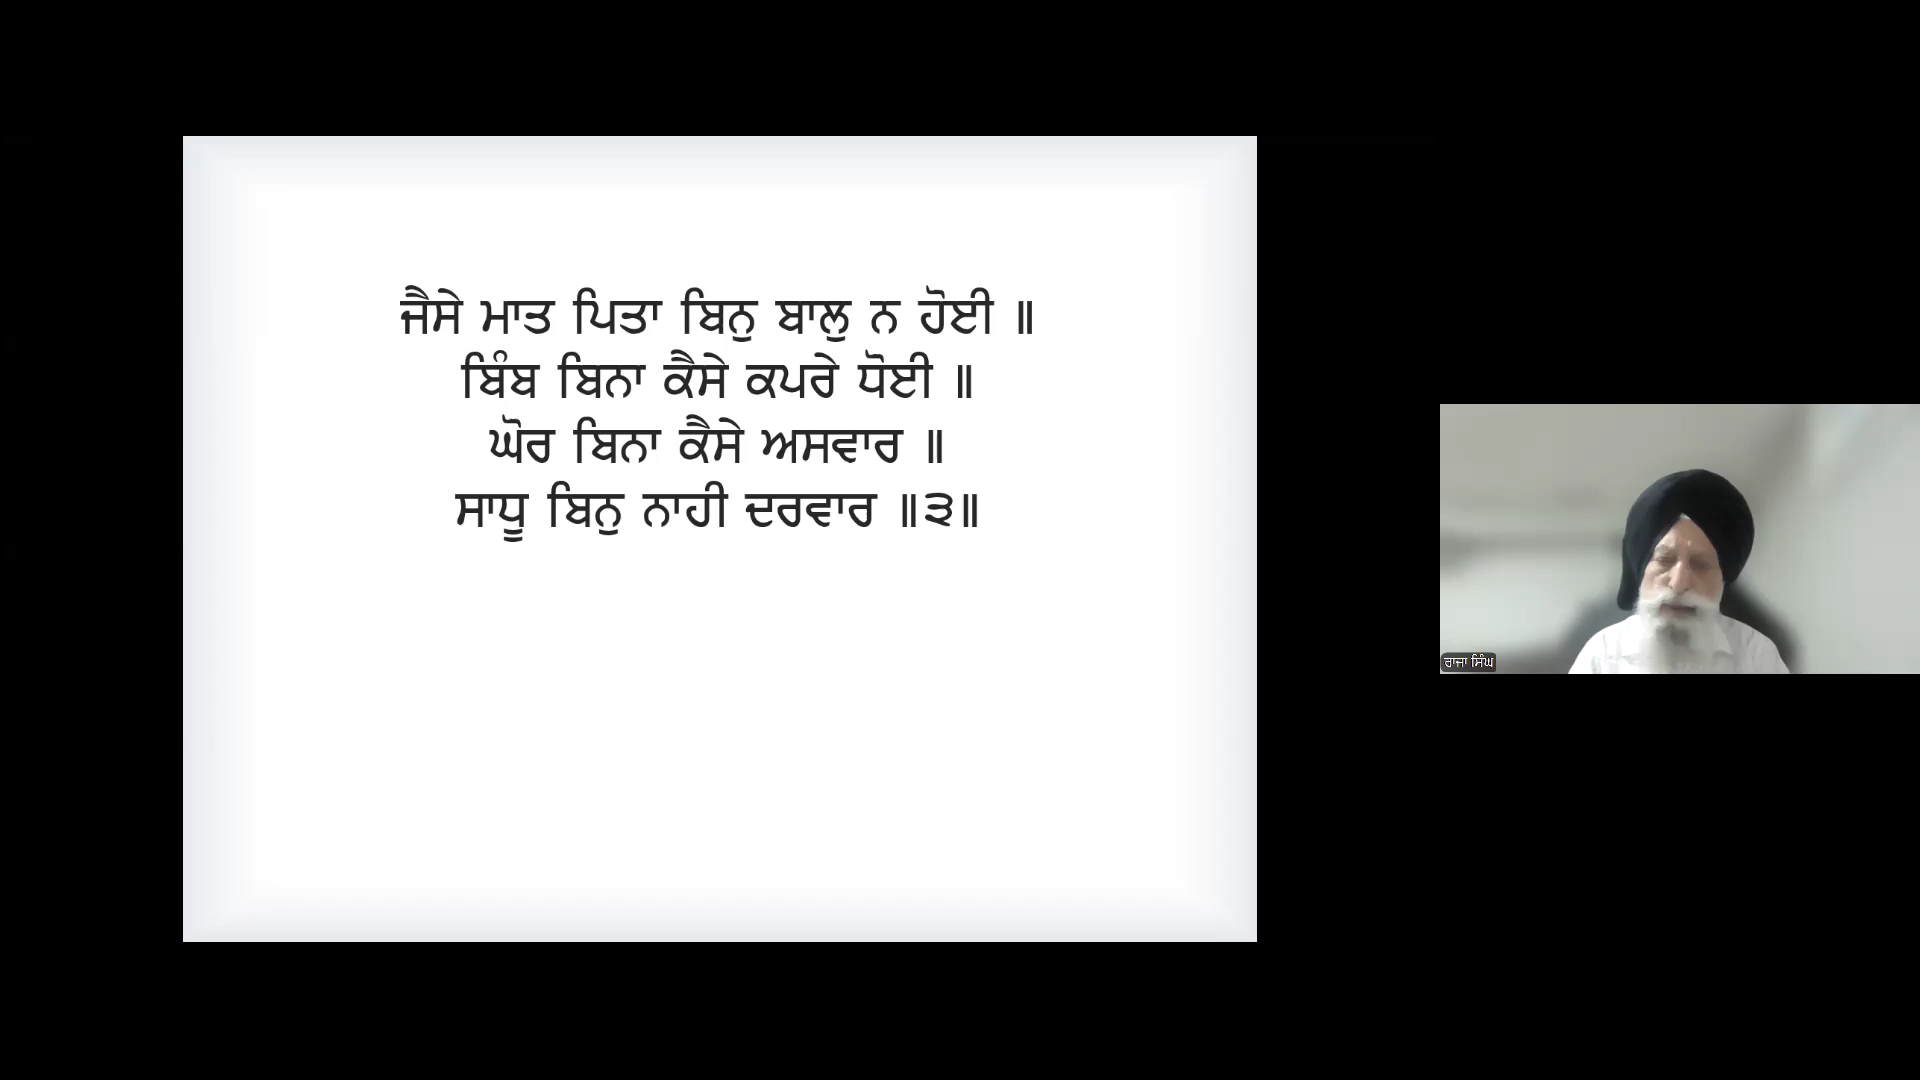 ਜੈਸੇ ਮਾਤ ਪਿਤਾ ਬਿਨੁ ਬਾਲੁ ਨ ਹੋਈ ॥
ਬਿੰਬ ਬਿਨਾ ਕੈਸੇ ਕਪਰੇ ਧੋਈ ॥
ਘੋਰ ਬਿਨਾ ਕੈਸੇ ਅਸਵਾਰ ॥
ਸਾਧੂ ਬਿਨੁ ਨਾਹੀ ਦਰਵਾਰ ॥੩॥
ਰਾਜਾ ਸਿੰਘ